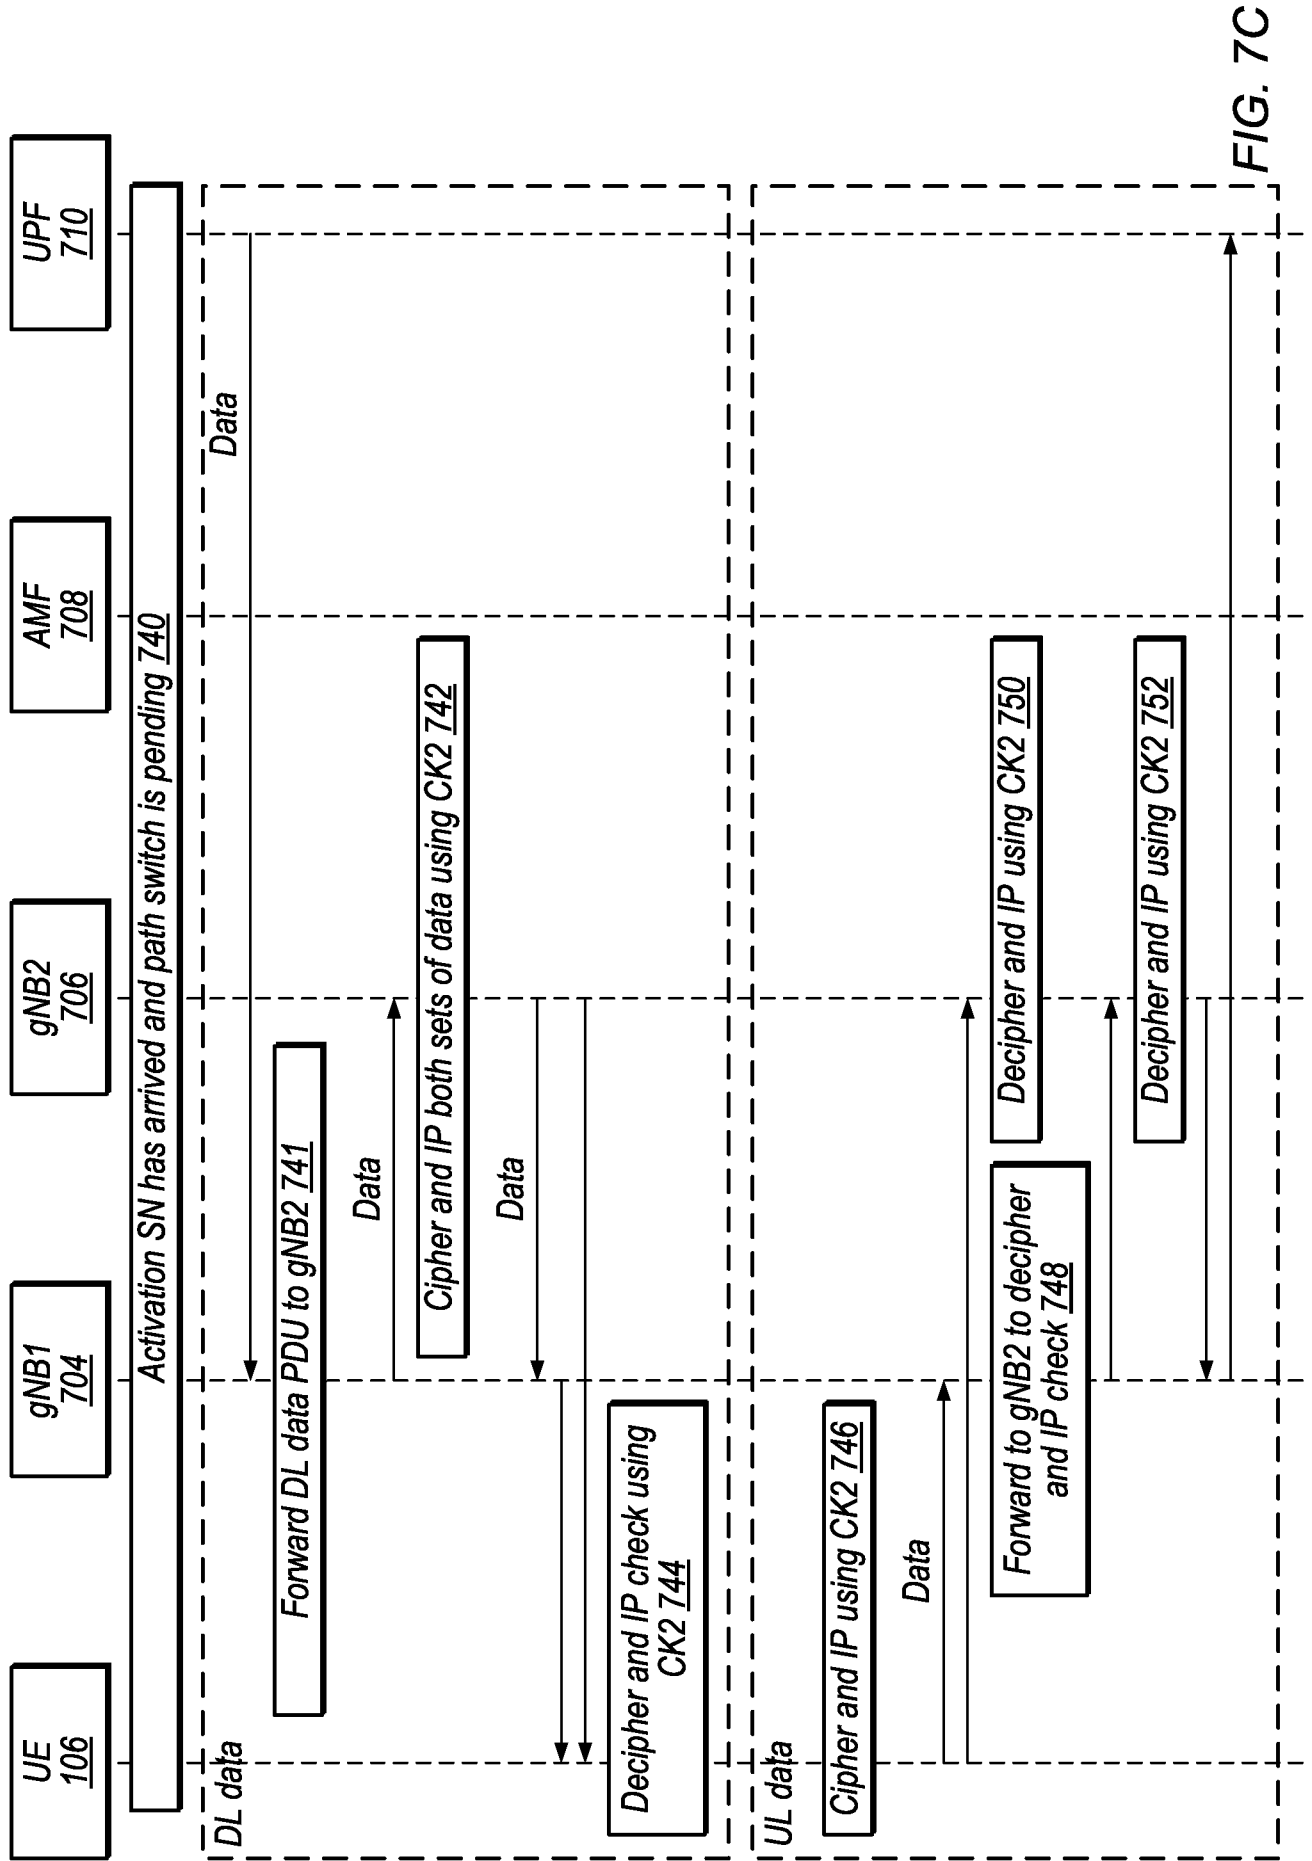 UE
106
gNB1
704
gNB2
706
AMF
708
UPF
710
Activation SN has arrived and path switch is pending 740
DL data
Data
Forward DL data PDU to gNB2 741
Data
Cipher and IP both sets of data using CK2 742
Data
Decipher and IP check using
CK2 744
UL data
Cipher and IP using CK2 746
Data
Forward to gNB2 to decipher
and IP check 748
Decipher and IP using CK2 750
Decipher and IP using CK2 752
FIG. 7C